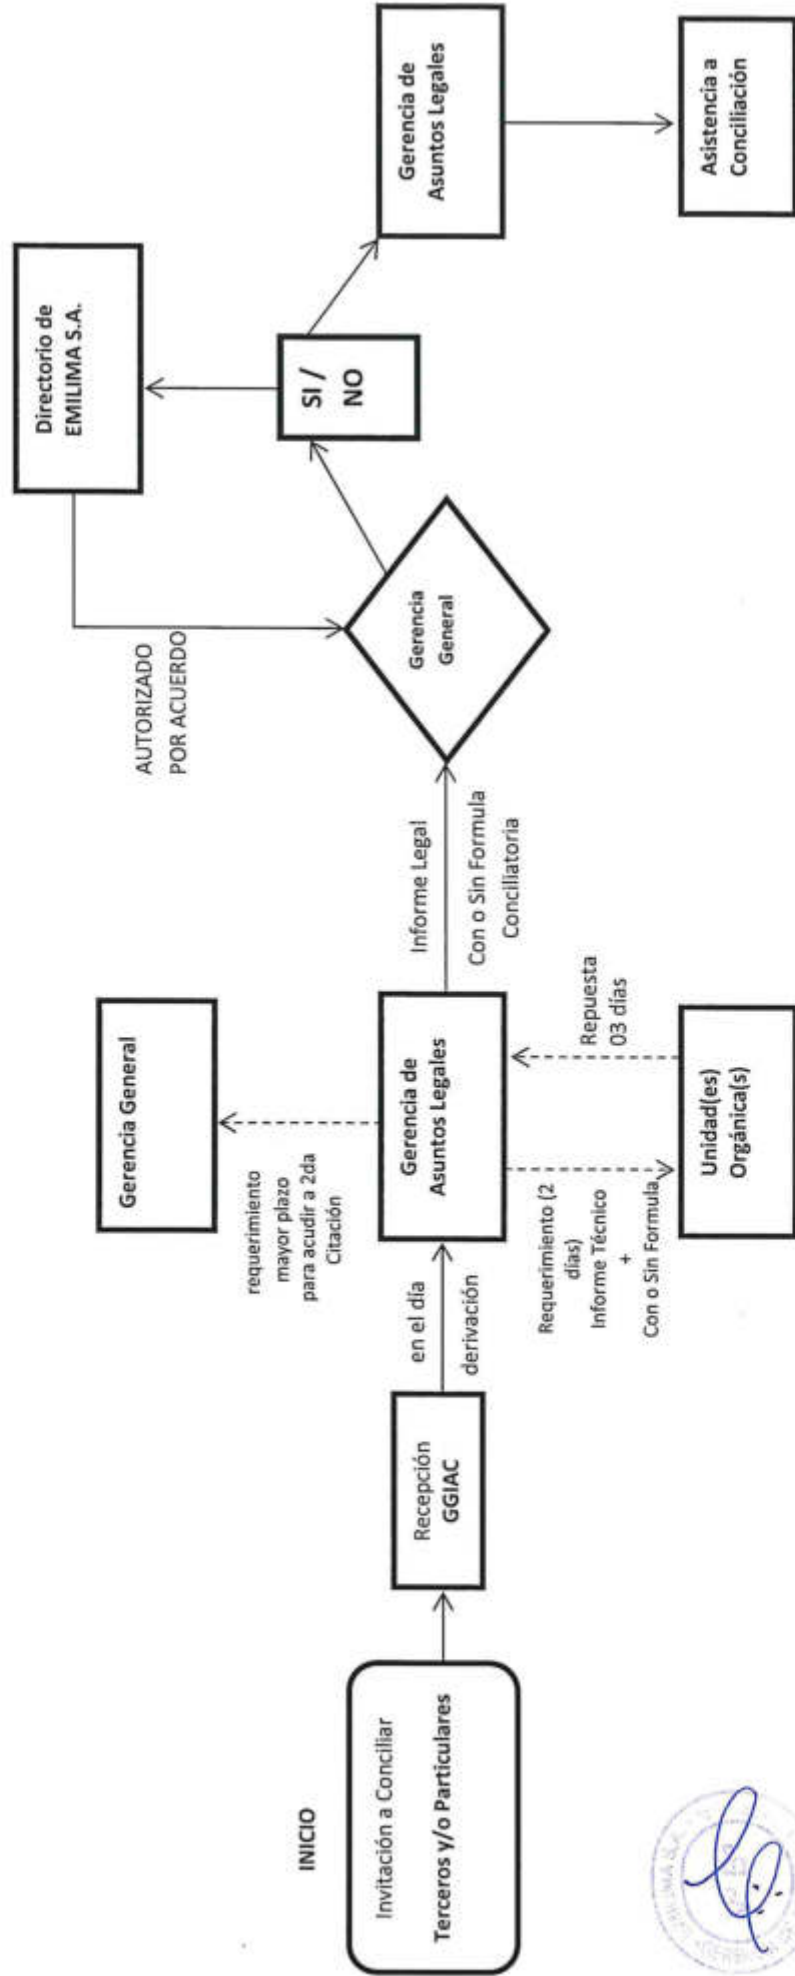 INICIO
Invitación a Conciliar
Terceros y/o Particulares
Recepción
GGIAC
en el día
derivación
Gerencia General
requerimiento
mayor plazo
para acudir a 2da
Citación
Gerencia de
Asuntos Legales
Requerimiento (2
días)
Informe Técnico
+
Con o Sin Formula
Repuesta
03 días
Unidad(es)
Orgánica(s)
Informe Legal
Con o Sin Formula
Conciliatoria
Gerencia
General
AUTORIZADO
POR ACUERDO
Directorio de
EMILIMA S.A.
SI /
NO
Gerencia de
Asuntos Legales
Asistencia a
Conciliación